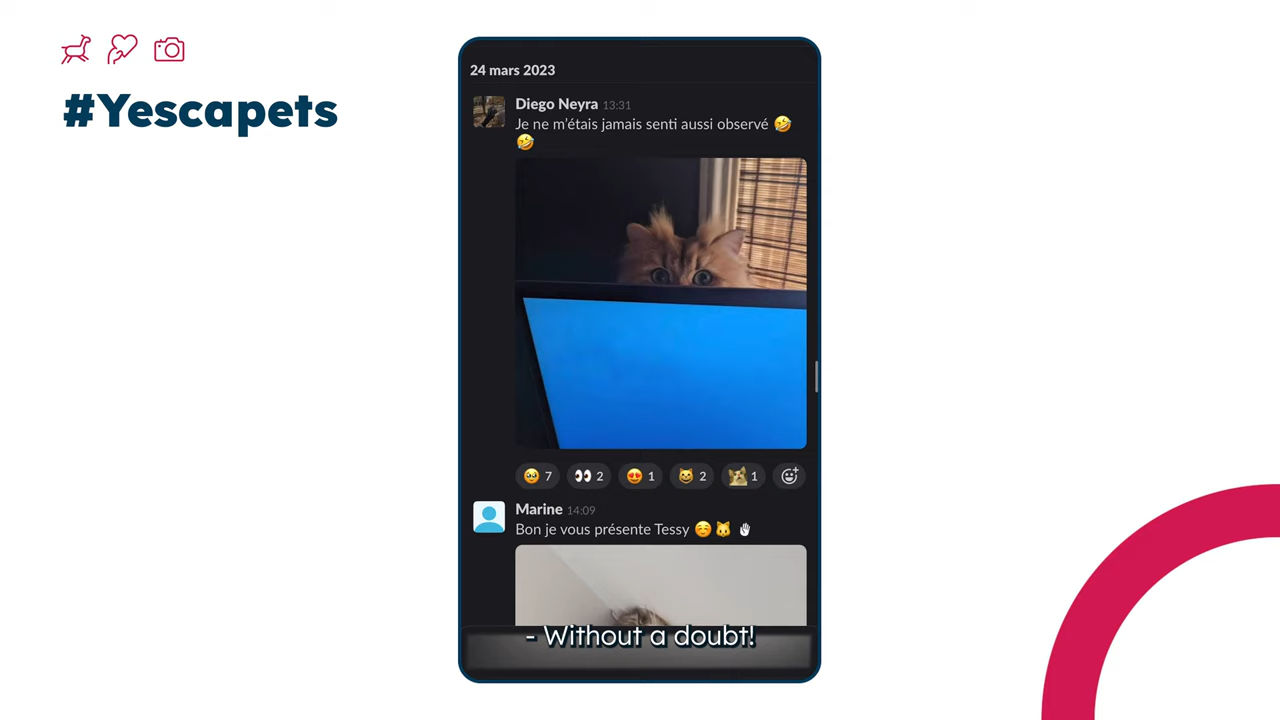 #Yescapets
24 mars 2023
Diego Neyra 13:31
Je ne m’étais jamais senti aussi observé 🤣
🤣
🥹 7 👀 2 😍 1 😺 2 1
Marine 14:09
Bon je vous présente Tessy ☺️ 🐱 👋🏻
- Without a doubt!